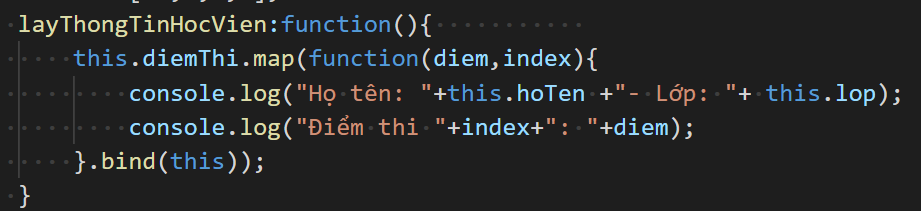 layThongTinHocVien:function(){
this.diemThi.map(function(diem,index){
console.log("Họ tên: "+this.hoTen +"- Lớp: "+ this.lop);
console.log("Điểm thi "+index+": "+diem);
}.bind(this));
}